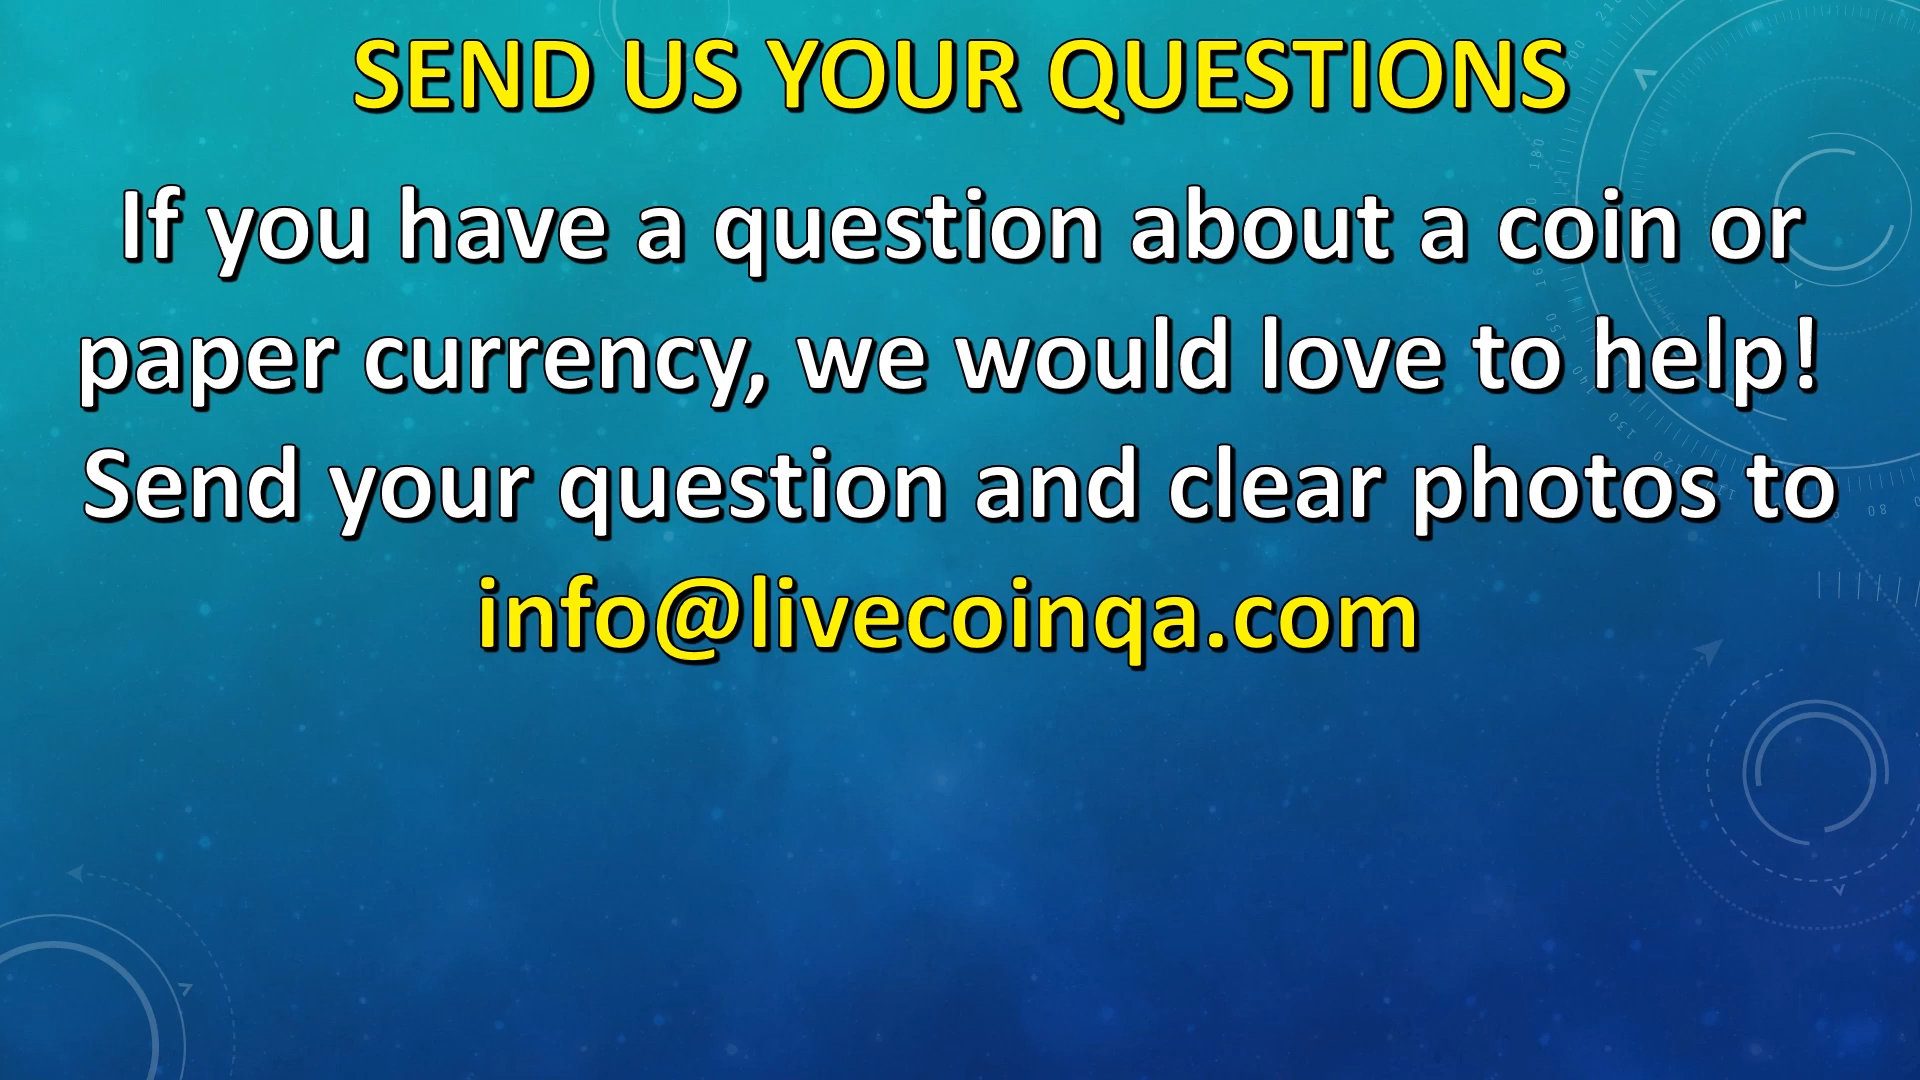 SEND US YOUR QUESTIONS
If you have a question about a coin or
paper currency, we would love to help!
Send your question and clear photos to
info@livecoinqa.com